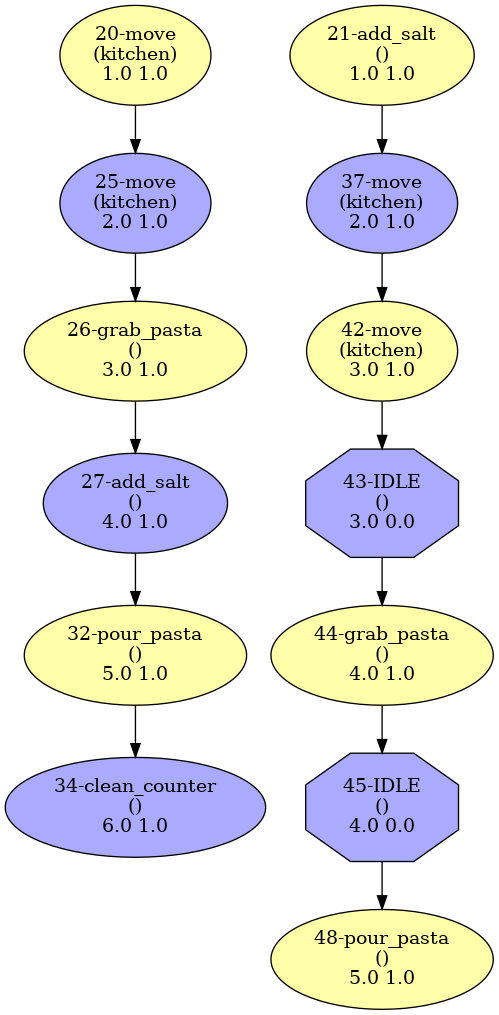 20-move
(kitchen)
1.0 1.0
25-move
(kitchen)
2.0 1.0
26-grab_pasta
()
3.0 1.0
27-add_salt
()
4.0 1.0
32-pour_pasta
()
5.0 1.0
34-clean_counter
()
6.0 1.0
21-add_salt
()
1.0 1.0
37-move
(kitchen)
2.0 1.0
42-move
(kitchen)
3.0 1.0
43-IDLE
()
3.0 0.0
44-grab_pasta
()
4.0 1.0
45-IDLE
()
4.0 0.0
48-pour_pasta
()
5.0 1.0